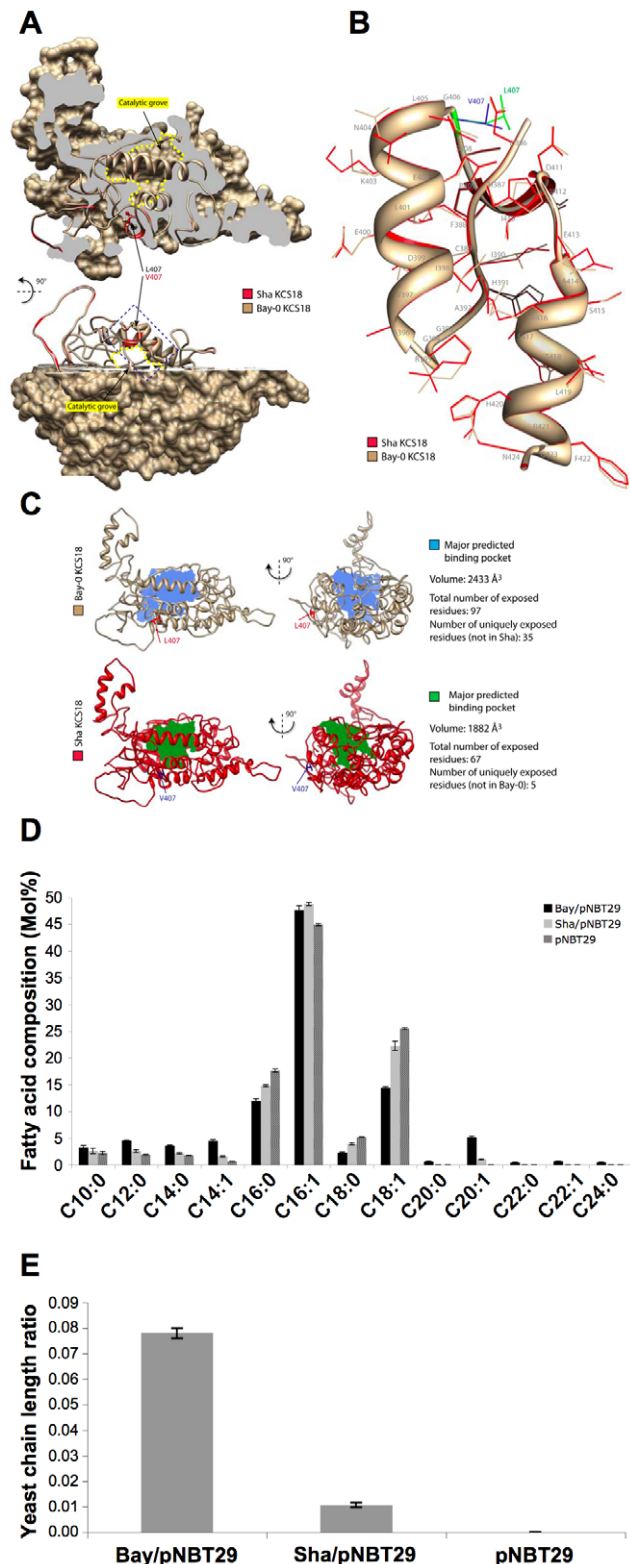 A
Catalytic grove
L407
V407
90°
Sha KCS18
Bay-0 KCS18
Catalytic grove
B
L405
G406
V407
L407
N404
K403
D411
L401
F388
E413
E400
I390
D399
I398
H391
A414
S415
L419
H420
N424
F422
Sha KCS18
Bay-0 KCS18
C
Bay-0 KCS18
L407
90°
L407
Major predicted
binding pocket
Volume: 2433 Å³
Total number of exposed
residues: 97
Number of uniquely exposed
residues (not in Sha): 35
Sha KCS18
V407
90°
V407
Major predicted
binding pocket
Volume: 1882 Å³
Total number of exposed
residues: 67
Number of uniquely exposed
residues (not in Bay-0): 5
D
Fatty acid composition (Mol%)
50
45
40
35
30
25
20
15
10
5
0
Bay/pNBT29
Sha/pNBT29
pNBT29
C10:0
C12:0
C14:0
C14:1
C16:0
C16:1
C18:0
C18:1
C20:0
C20:1
C22:0
C22:1
C24:0
E
Yeast chain length ratio
0.09
0.08
0.07
0.06
0.05
0.04
0.03
0.02
0.01
0.00
Bay/pNBT29
Sha/pNBT29
pNBT29